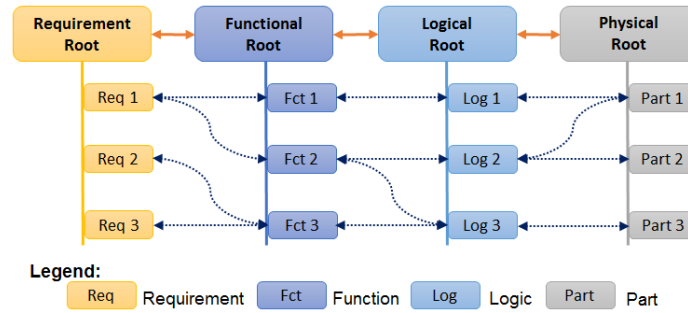 Requirement Root
Functional Root
Logical Root
Physical Root
Req 1 Fct 1 Log 1 Part 1
Req 2 Fct 2 Log 2 Part 2
Req 3 Fct 3 Log 3 Part 3
Legend:
Req Requirement Fct Function Log Logic Part Part